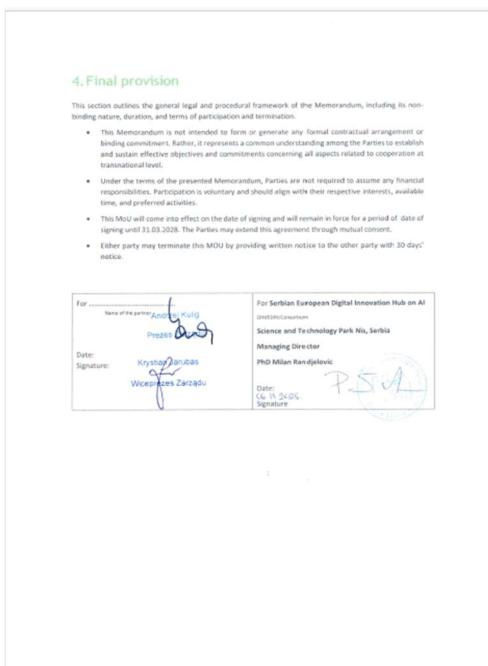 4. Final provision
This section outlines the general legal and procedural framework of the Memorandum, including its non-
binding nature, duration, and terms of participation and termination.
• This Memorandum is not intended to form or generate any formal contractual arrangement or
binding commitment. Rather, it represents a common understanding among the Parties to establish
and sustain effective objectives and commitments concerning all aspects related to cooperation at
transnational level.
• Under the terms of the presented Memorandum, Parties are not required to assume any financial
responsibilities. Participation is voluntary and should align with their respective interests, available
time, and preferred activities.
• This MoU will come into effect on the date of signing and will remain in force for a period of date of
signing until 31.03.2028. The Parties may extend this agreement through mutual consent.
• Either party may terminate this MOU by providing written notice to the other party with 30 days'
notice.
For
Name of the partner
Andrzej Kulig
Prezes
Date:
Signature:
Krystian Jarubas
Wiceprezes Zarządu
For Serbian European Digital Innovation Hub on AI
Science and Technology Park Nis, Serbia
Managing Director
PhD Milan Randjelovic
Date:
Signature